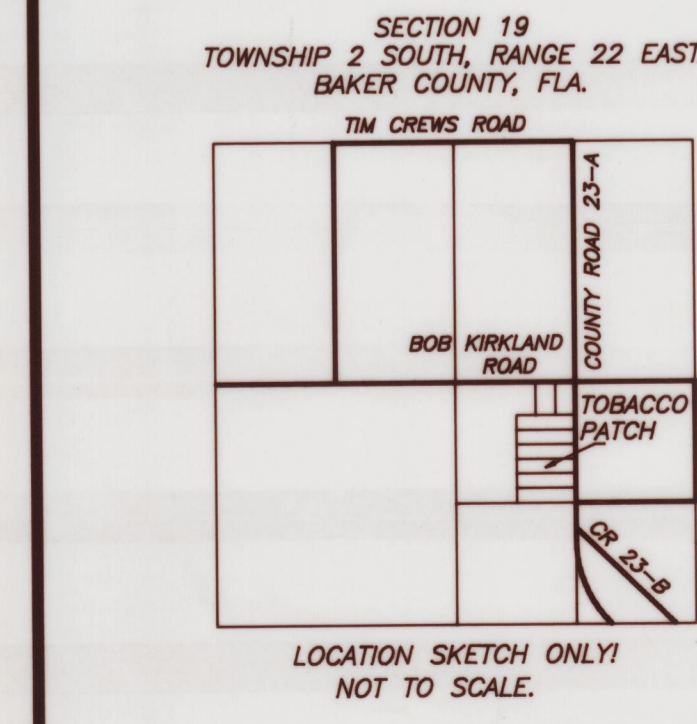 SECTION 19
TOWNSHIP 2 SOUTH, RANGE 22 EAST
BAKER COUNTY, FLA.
TIM CREWS ROAD
COUNTY ROAD 23-A
BOB KIRKLAND
ROAD
TOBACCO
PATCH
CR 23-B
LOCATION SKETCH ONLY!
NOT TO SCALE.